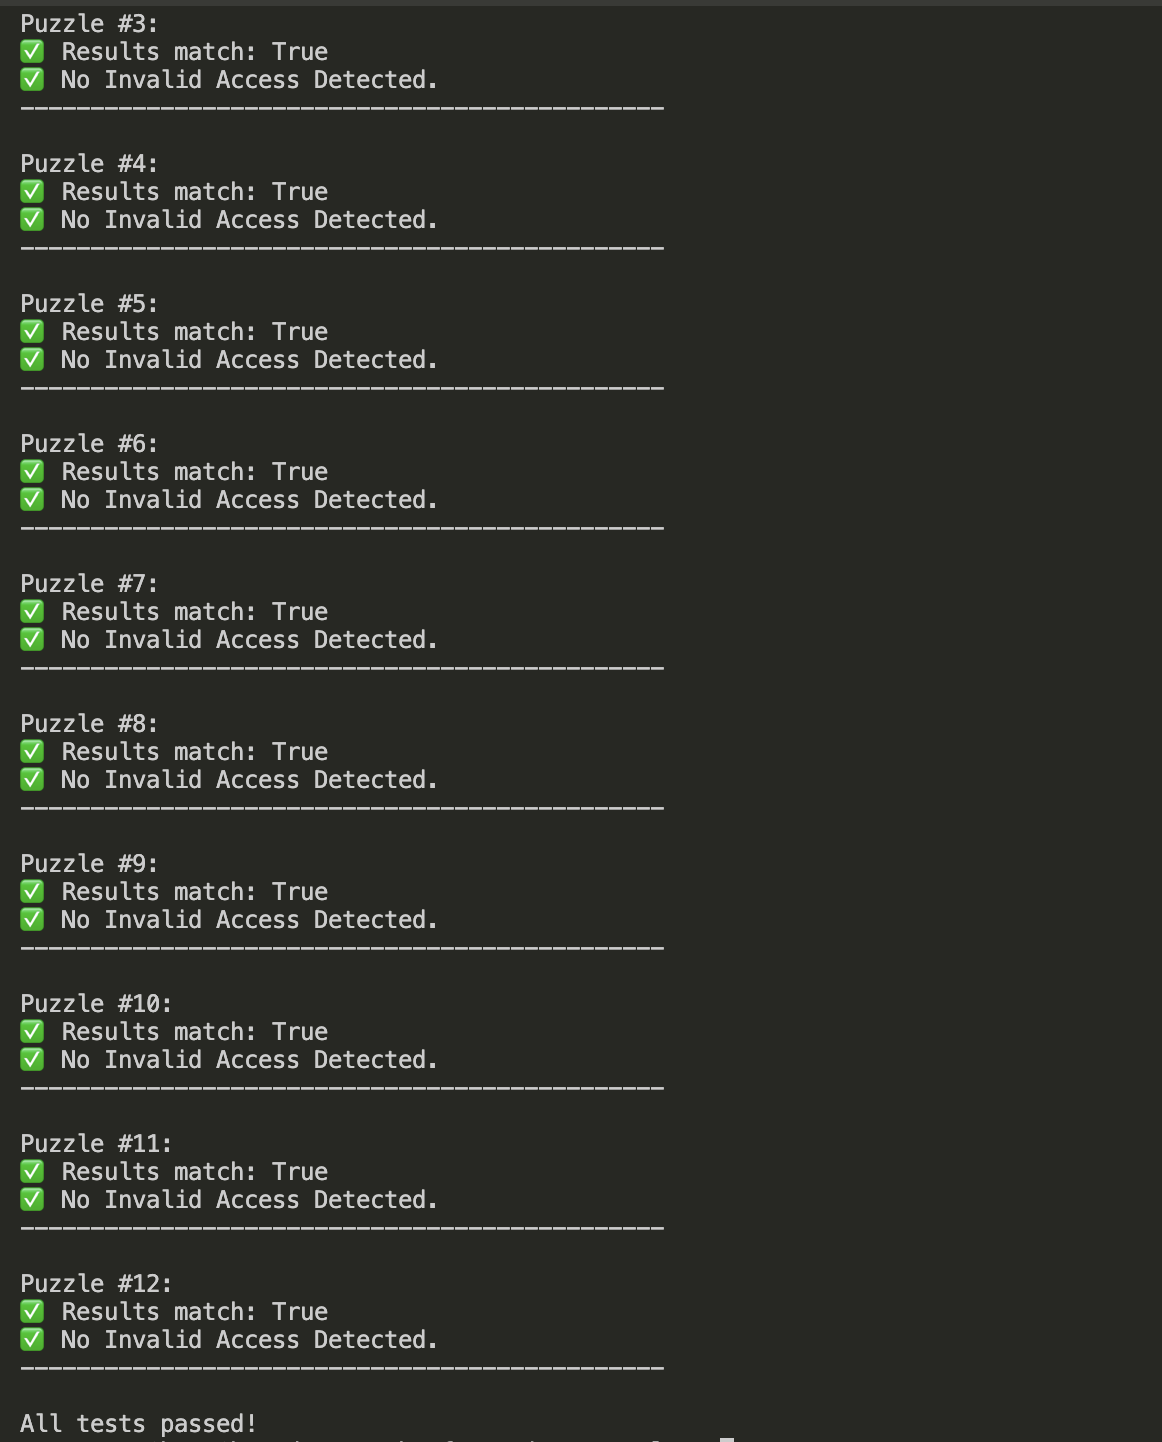 Puzzle #3:
✅ Results match: True
✅ No Invalid Access Detected.
----------------------------------------------

Puzzle #4:
✅ Results match: True
✅ No Invalid Access Detected.
----------------------------------------------

Puzzle #5:
✅ Results match: True
✅ No Invalid Access Detected.
----------------------------------------------

Puzzle #6:
✅ Results match: True
✅ No Invalid Access Detected.
----------------------------------------------

Puzzle #7:
✅ Results match: True
✅ No Invalid Access Detected.
----------------------------------------------

Puzzle #8:
✅ Results match: True
✅ No Invalid Access Detected.
----------------------------------------------

Puzzle #9:
✅ Results match: True
✅ No Invalid Access Detected.
----------------------------------------------

Puzzle #10:
✅ Results match: True
✅ No Invalid Access Detected.
----------------------------------------------

Puzzle #11:
✅ Results match: True
✅ No Invalid Access Detected.
----------------------------------------------

Puzzle #12:
✅ Results match: True
✅ No Invalid Access Detected.
----------------------------------------------

All tests passed!